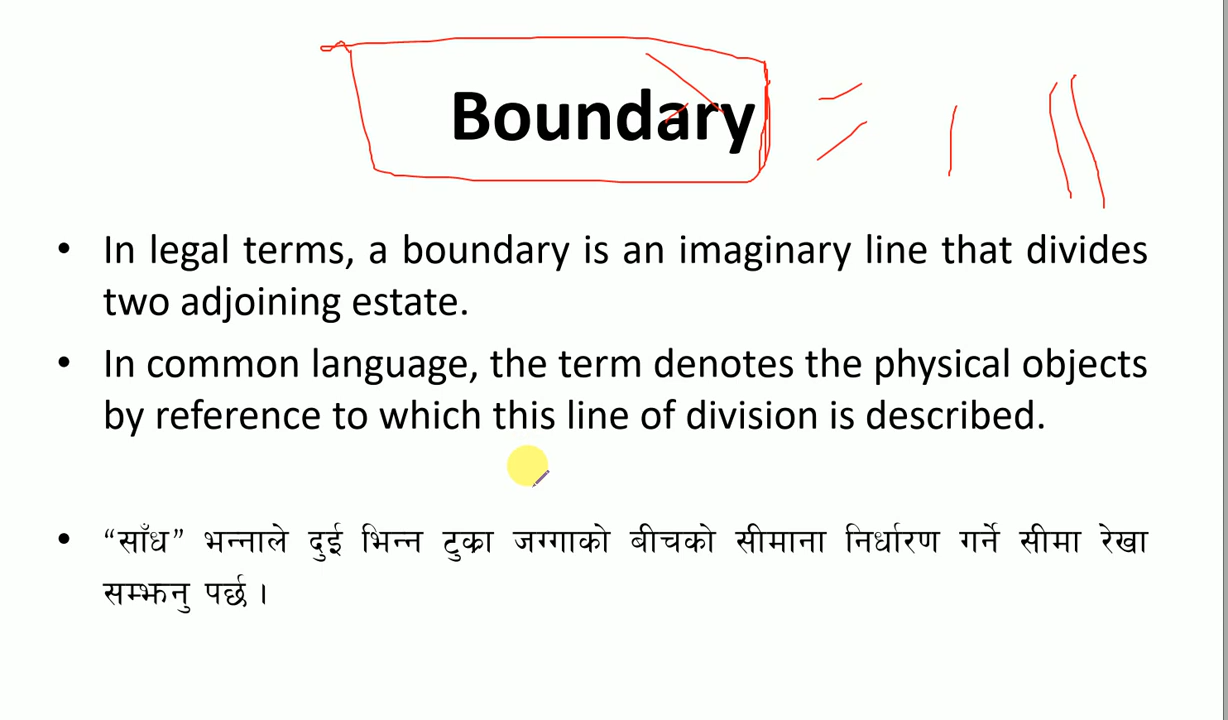 Boundary
• In legal terms, a boundary is an imaginary line that divides
two adjoining estate.
• In common language, the term denotes the physical objects
by reference to which this line of division is described.
• “साँध” भन्नाले दुई भिन्न टुक्रा जग्गाको बीचको सीमाना निर्धारण गर्ने सीमा रेखा
सम्झनु पर्छ ।